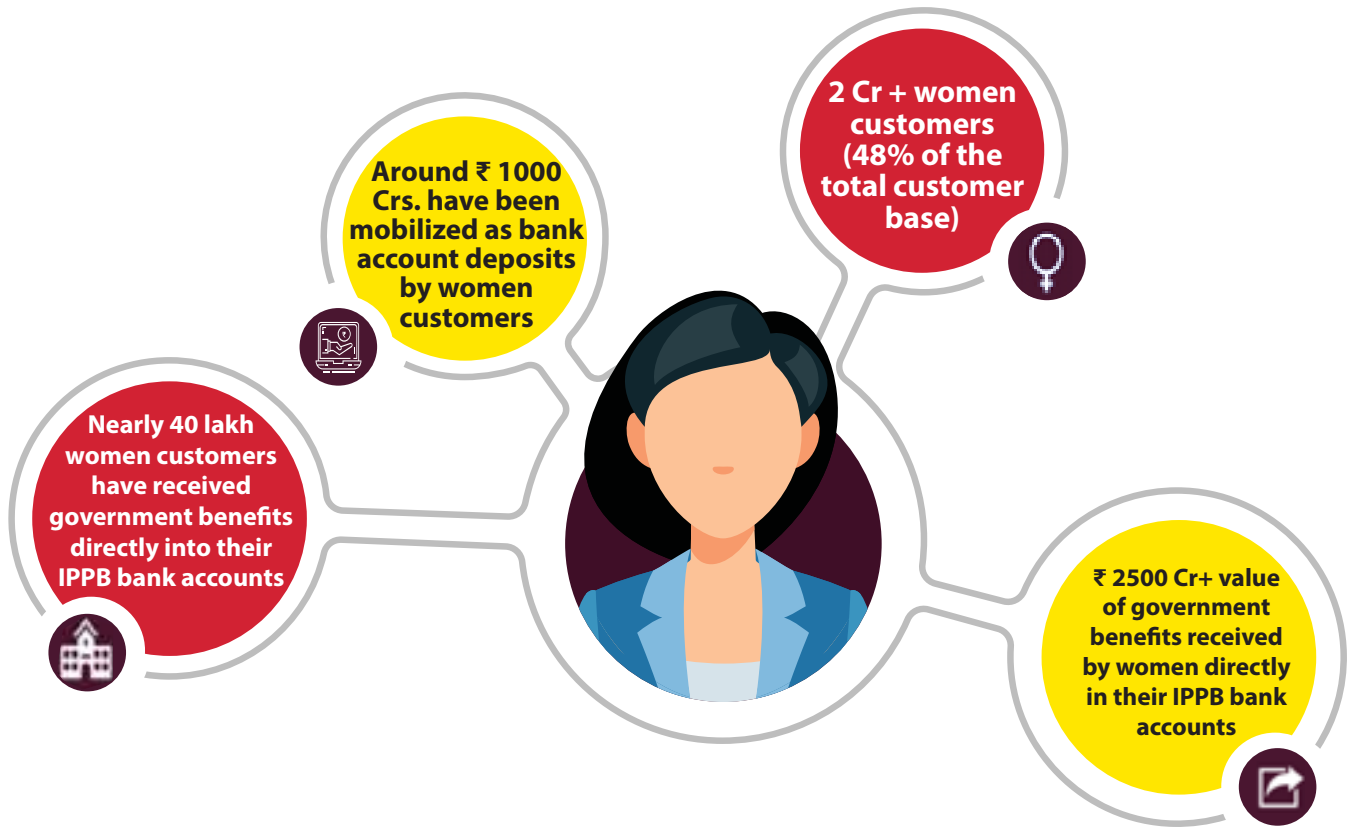 2 Cr + women
customers
(48% of the
total customer
base)
Around ₹ 1000
Crs. have been
mobilized as bank
account deposits
by women
customers
Nearly 40 lakh
women customers
have received
government benefits
directly into their
IPPB bank accounts
₹ 2500 Cr+ value
of government
benefits received
by women directly
in their IPPB bank
accounts